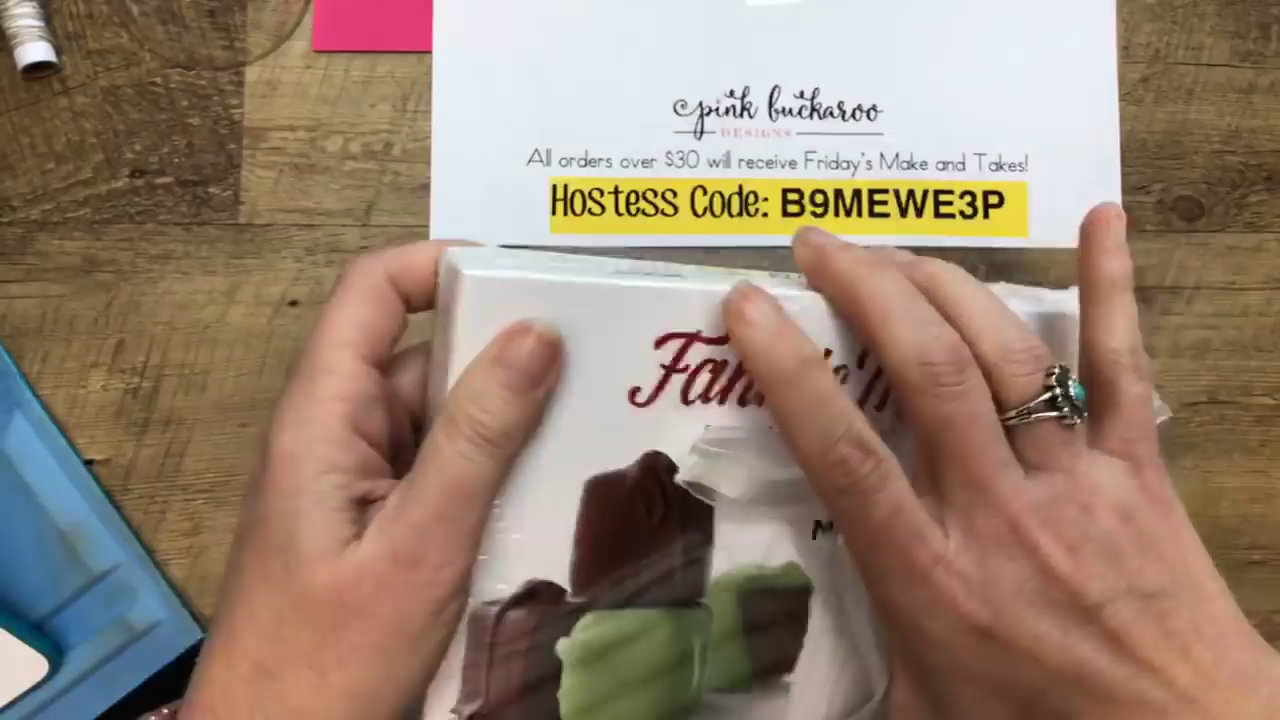 pink buckaroo
DESIGNS
All orders over $30 will receive Friday's Make and Takes!
Hostess Code: B9MEWE3P